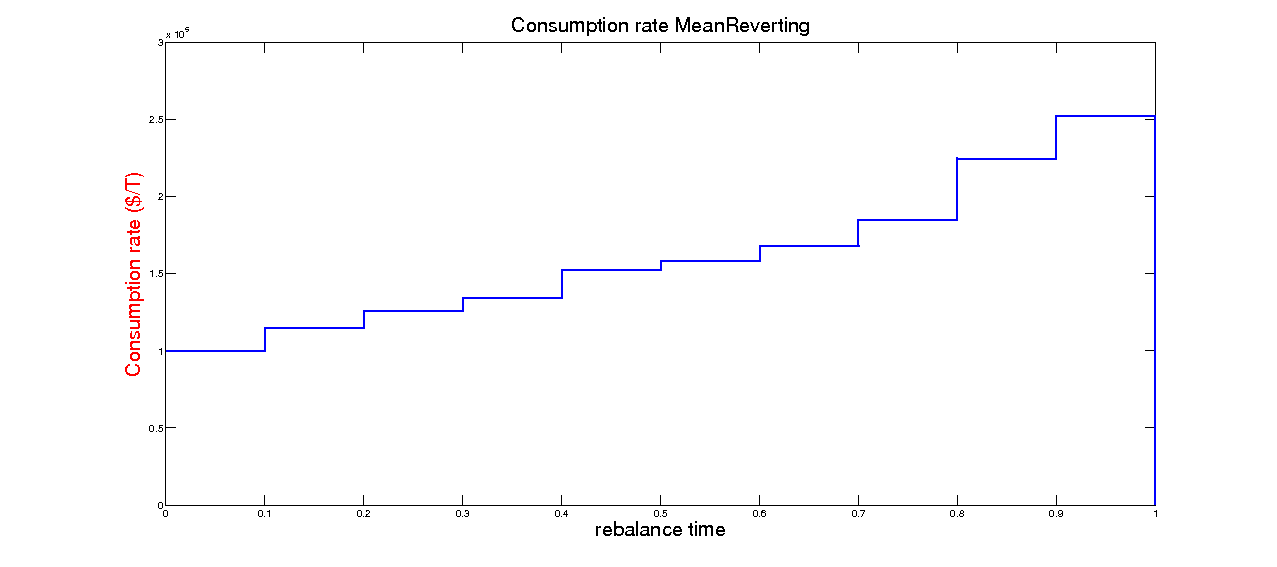 Consumption rate MeanReverting
x 10
3
2.5
2
1.5
1
0.5
0
Consumption rate ($/T)
0 0.1 0.2 0.3 0.4 0.5 0.6 0.7 0.8 0.9 1
rebalance time